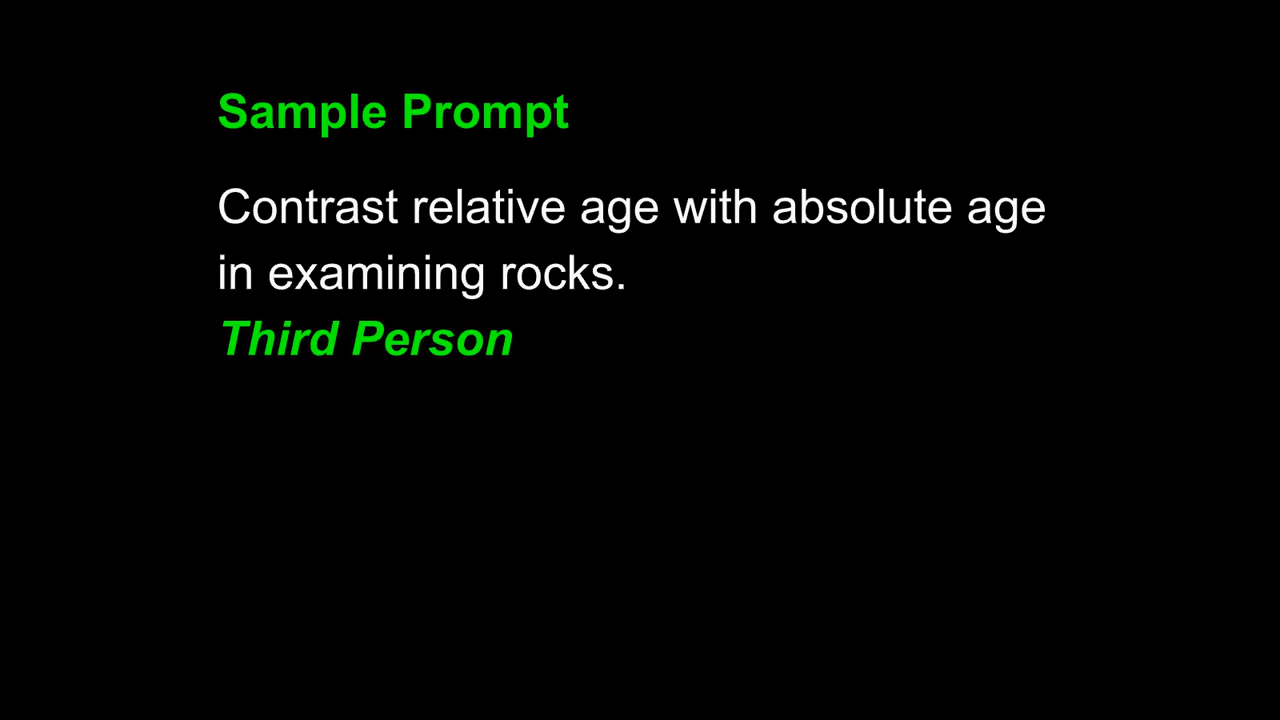 Sample Prompt
Contrast relative age with absolute age
in examining rocks.
Third Person